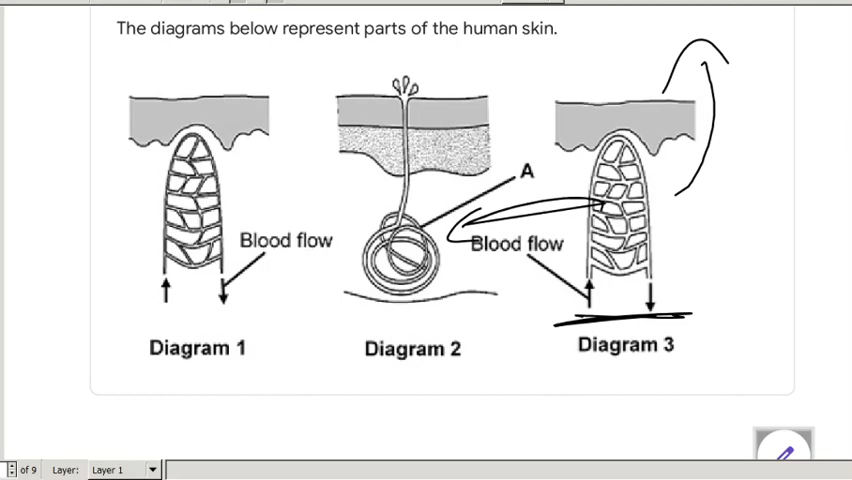 The diagrams below represent parts of the human skin.
A
Blood flow
Blood flow
Diagram 1
Diagram 2
Diagram 3
of 9 Layer: Layer 1